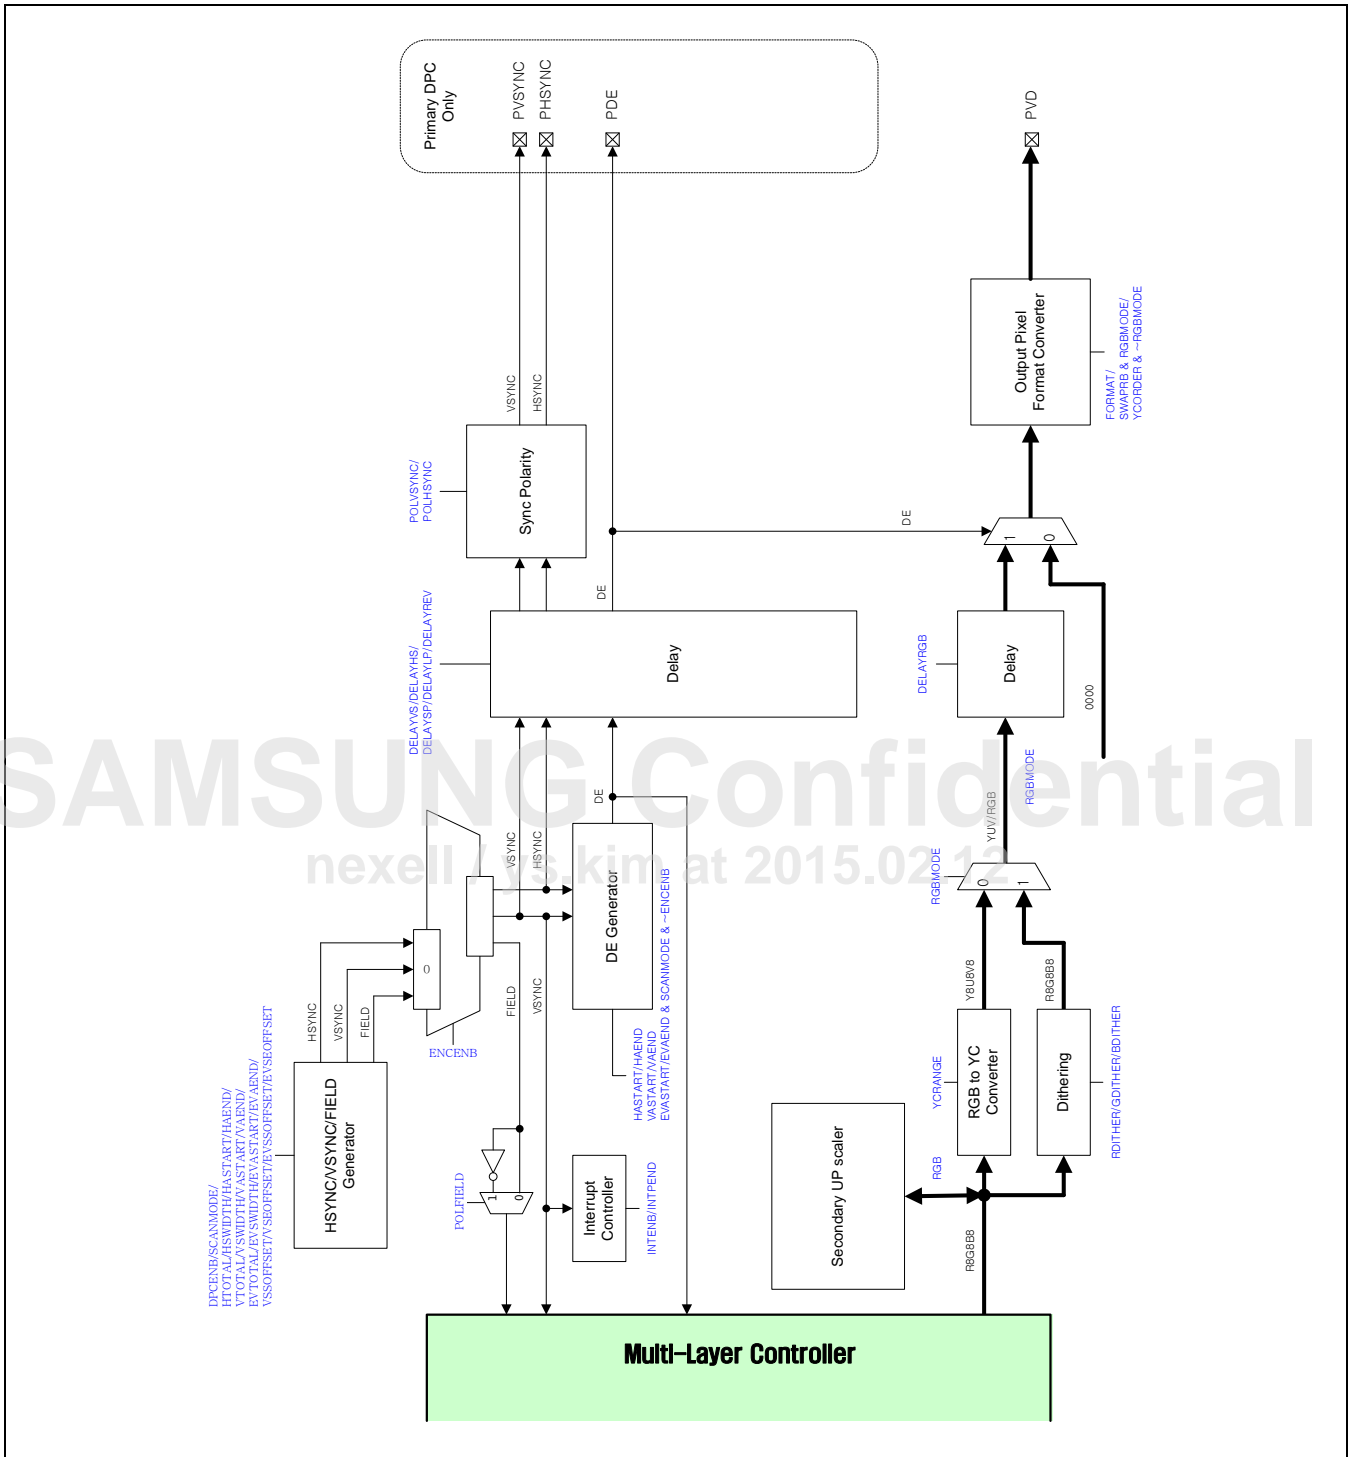 Primary DPC
Only
PVSYNC
PHSYNC
PDE
PVD
VSYNC
HSYNC
Output Pixel
Format Converter
FORMAT/
SWAPRB & RGBMODE/
YCORDER & ~RGBMODE
POLVSYNC/
POLHSYNC
Sync Polarity
DE
1
0
DE
DELAYVS/DELAYHS/
DELAYSP/DELAYLP/DELAYREV
Delay
DELAYRGB
Delay
0000
SAMSUNG Confidential
nexell / ys.kim at 2015.02.12
RGBMODE
YUV/RGB
DE
VSYNC
HSYNC
RGBMODE
0
1
DE Generator
HASTART/HAEND
VASTART/VAEND
EVASTART/EVAEND & SCANMODE & ~ENCENB
0
ENCENB
HSYNC
VSYNC
FIELD
FIELD
VSYNC
Y8U8V8
R8G8B8
HSYNC/VSYNC/FIELD
Generator
DPCENB/SCANMODE/
HTOTAL/HSWIDTH/HASTART/HAEND/
VTOTAL/VSWIDTH/VASTART/VAEND/
EVTOTAL/EVSWIDTH/EVASTART/EVAEND/
VSSOFFSET/VSEOFFSET/EVSSOFFSET/EVSEOFFSET
YCRANGE
RGB to YC
Converter
Dithering
RDITHER/GDITHER/BDITHER
POLFIELD
1
0
Interrupt
Controller
INTENB/INTPEND
Secondary UP scaler
RGB
R8G8B8
Multi-Layer Controller